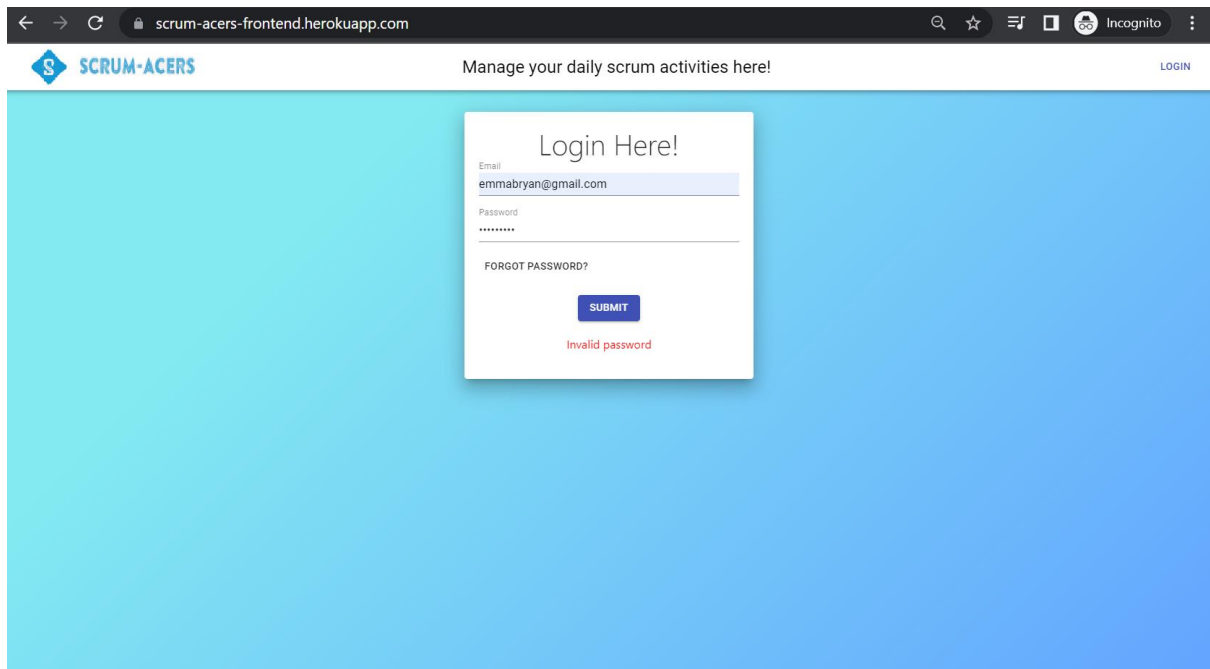 scrum-acers-frontend.herokuapp.com
Incognito
S SCRUM-ACERS
Manage your daily scrum activities here!
LOGIN
Login Here!
Email
emmabryan@gmail.com
Password
•••••••••
FORGOT PASSWORD?
SUBMIT
Invalid password